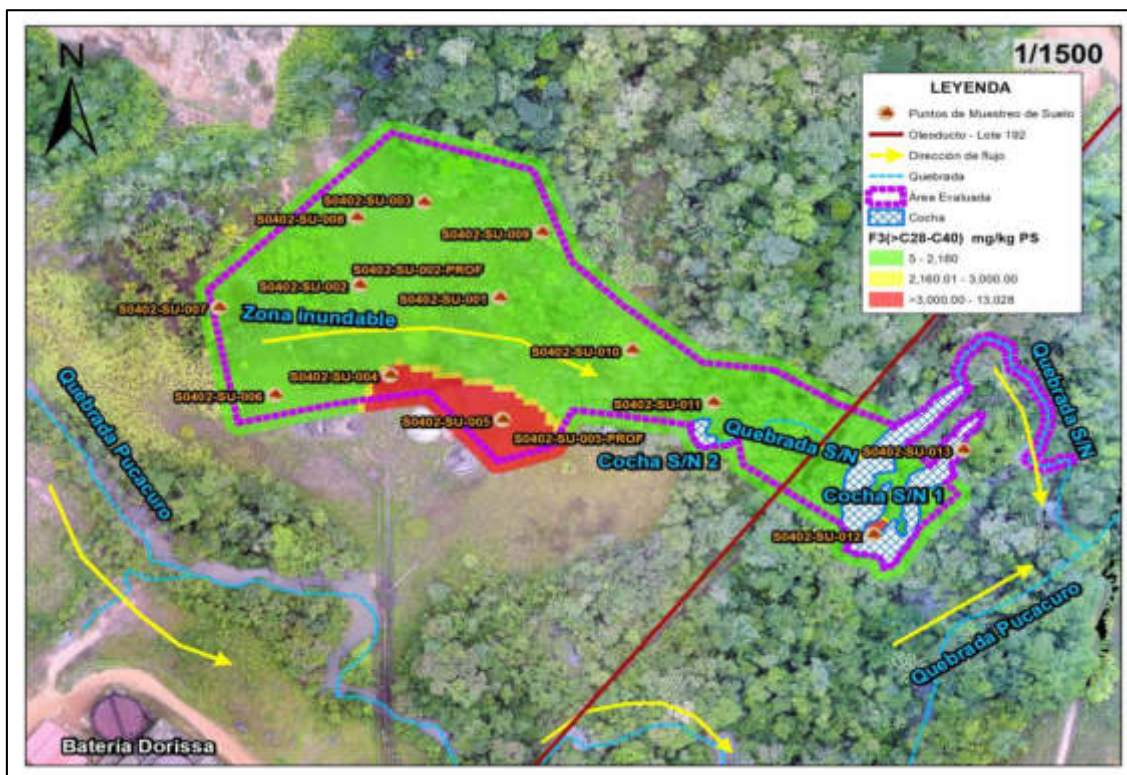 N
1/1500
LEYENDA
Puntos de Muestreo de Suelo
Oleoducto - Lote 192
Dirección de flujo
Quebrada
Área Evaluada
Cocha
F3(>C28-C40) mg/kg PS
5 - 2,160
2,160.01 - 3,000.00
>3,000.00 - 13,028
S0402-SU-003
S0402-SU-008
S0402-SU-009
S0402-SU-002-PROF
S0402-SU-002
S0402-SU-001
S0402-SU-007
Zona Inundable
S0402-SU-010
S0402-SU-004
S0402-SU-006
S0402-SU-011
S0402-SU-005
S0402-SU-003-PROF
Quebrada Pucacuro
Cocha S/N 2
Quebrada S/N
S0402-SU-013
Quebrada S/N
Cocha S/N 1
S0402-SU-012
Quebrada Pucacuro
Batería Dorissa